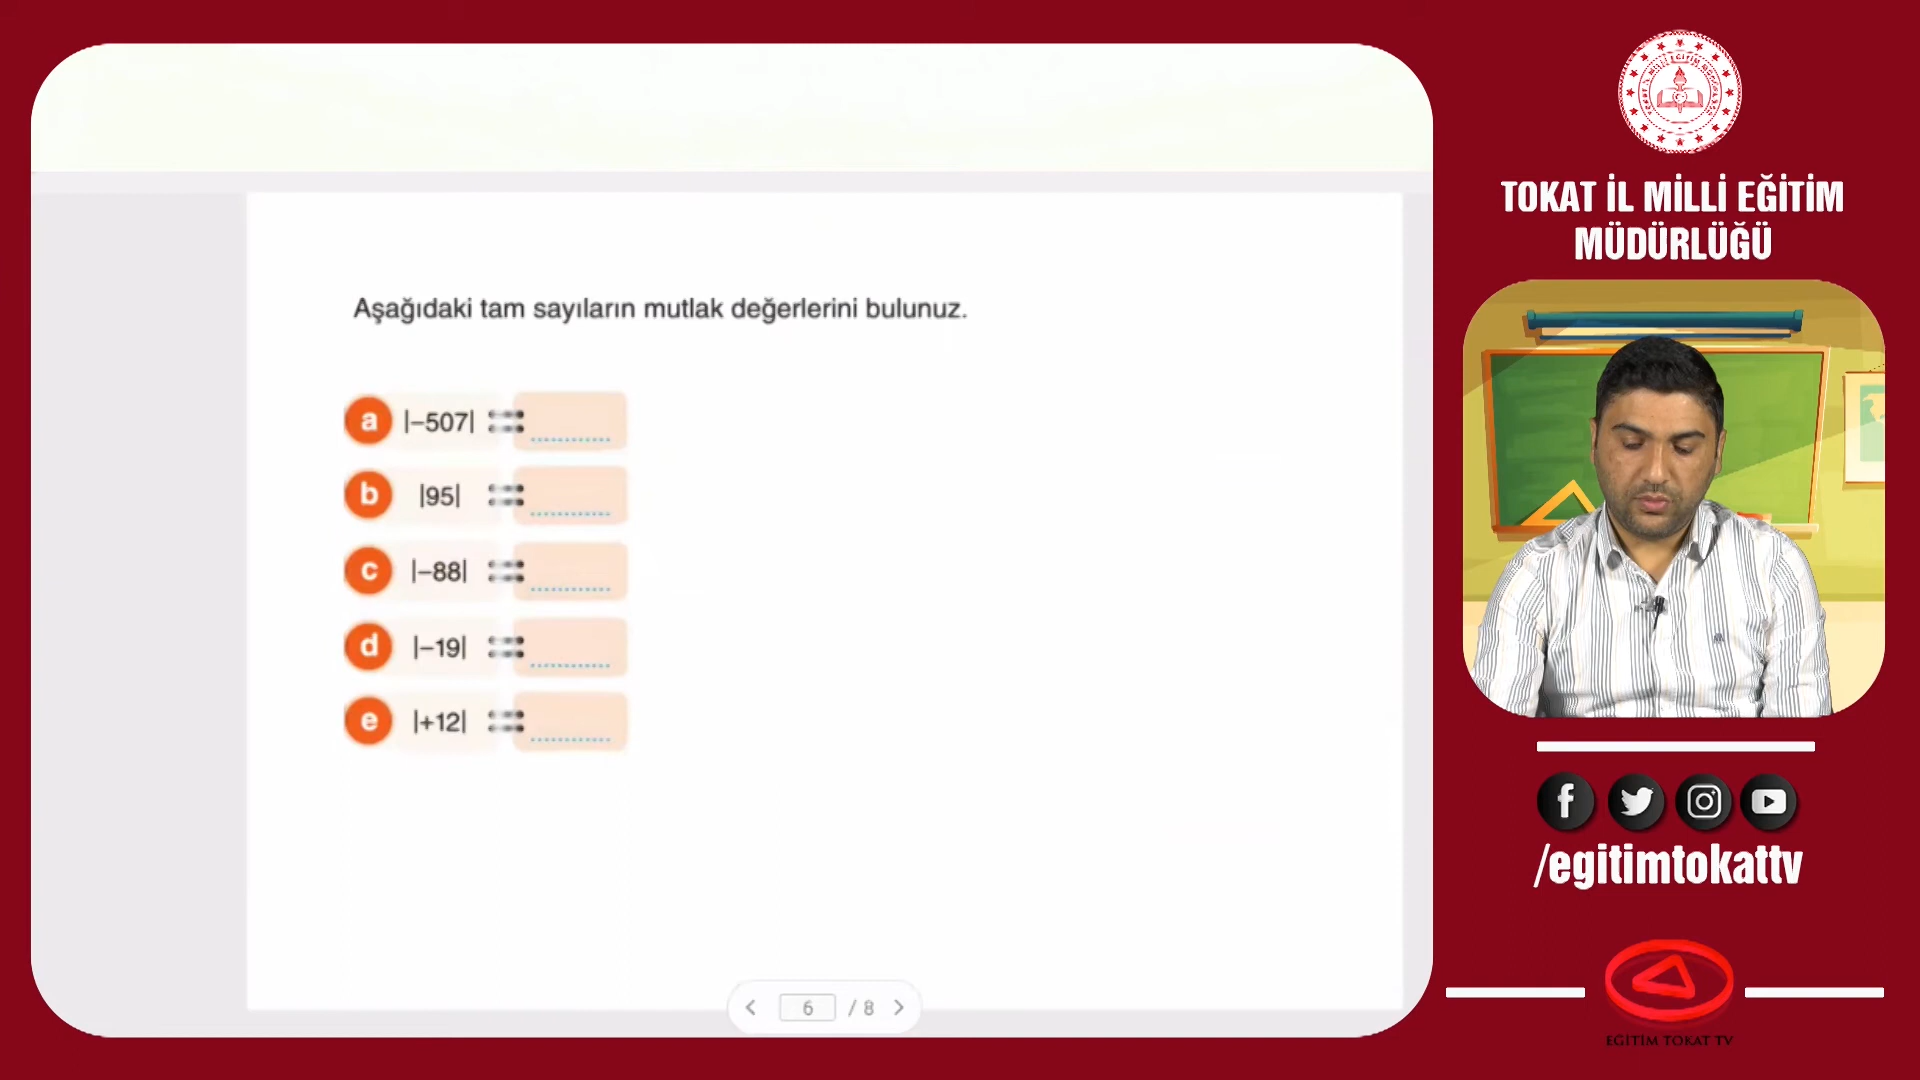 Aşağıdaki tam sayıların mutlak değerlerini bulunuz.
a |–507|
b |95|
c |–88|
d |–19|
e |+12|
6 / 8
TOKAT İL MİLLİ EĞİTİM
MÜDÜRLÜĞÜ
/egitimtokattv
EĞİTİM TOKAT TV